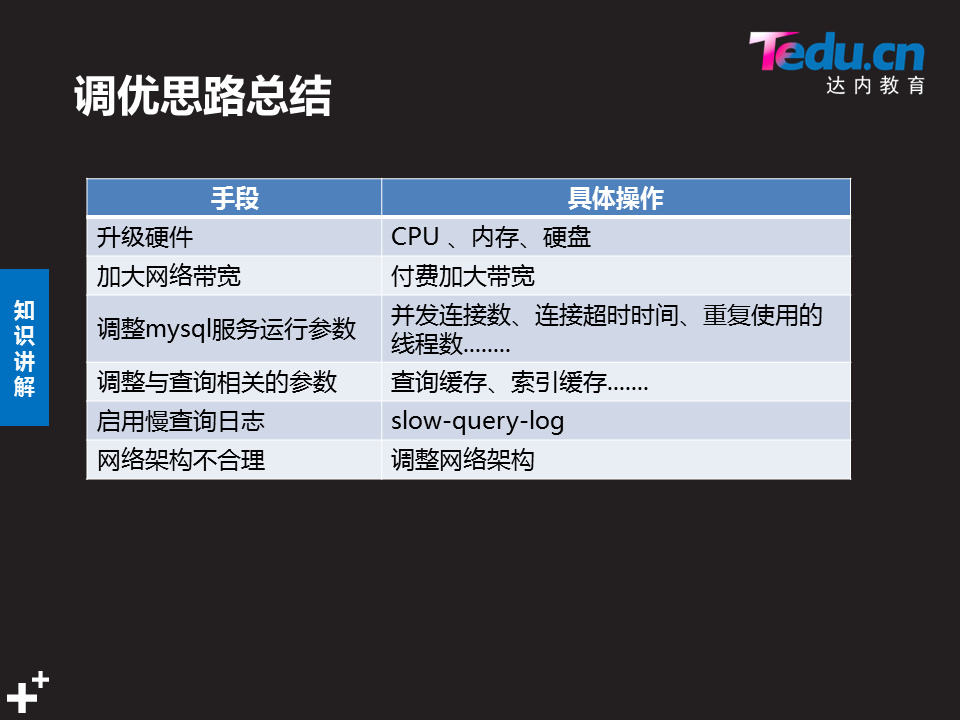 Tedu.cn
达内教育
调优思路总结
手段 具体操作
升级硬件 CPU 、内存、硬盘
加大网络带宽 付费加大带宽
调整mysql服务运行参数 并发连接数、连接超时时间、重复使用的
线程数........
调整与查询相关的参数 查询缓存、索引缓存.......
启用慢查询日志 slow-query-log
网络架构不合理 调整网络架构
知
识
讲
解